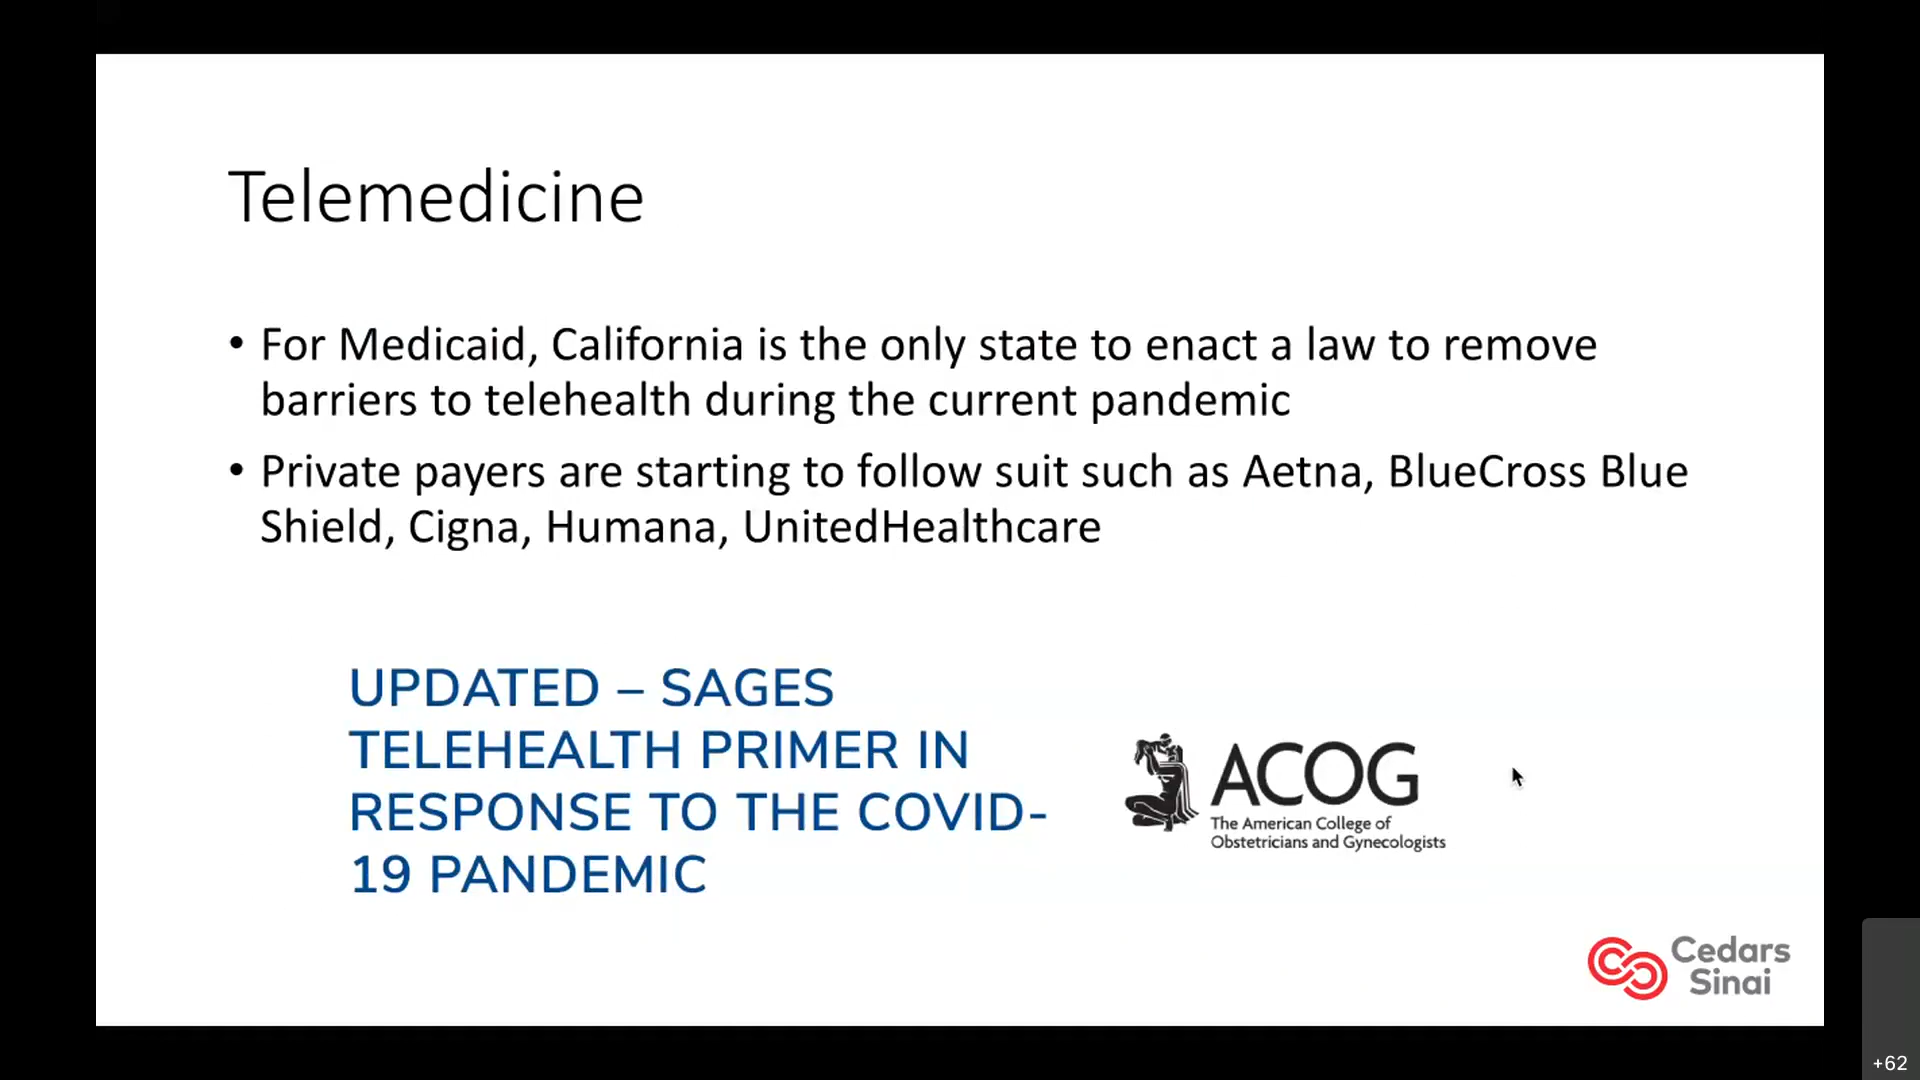 Telemedicine
• For Medicaid, California is the only state to enact a law to remove
barriers to telehealth during the current pandemic
• Private payers are starting to follow suit such as Aetna, BlueCross Blue
Shield, Cigna, Humana, UnitedHealthcare
UPDATED – SAGES
TELEHEALTH PRIMER IN
RESPONSE TO THE COVID-
19 PANDEMIC
ACOG
The American College of
Obstetricians and Gynecologists
Cedars
Sinai
+62